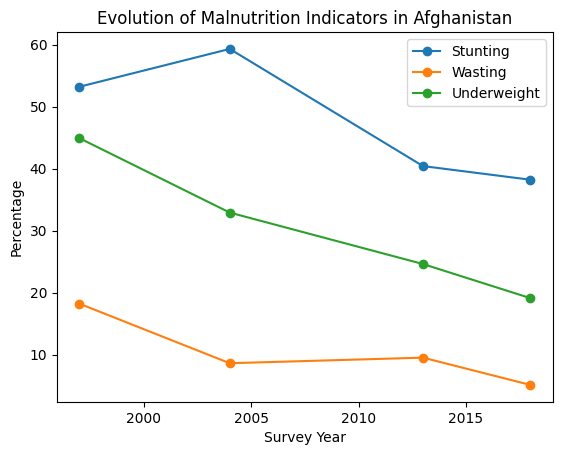 Evolution of Malnutrition Indicators in Afghanistan
Stunting
Wasting
Underweight
60
50
40
30
20
10
Percentage
2000 2005 2010 2015
Survey Year